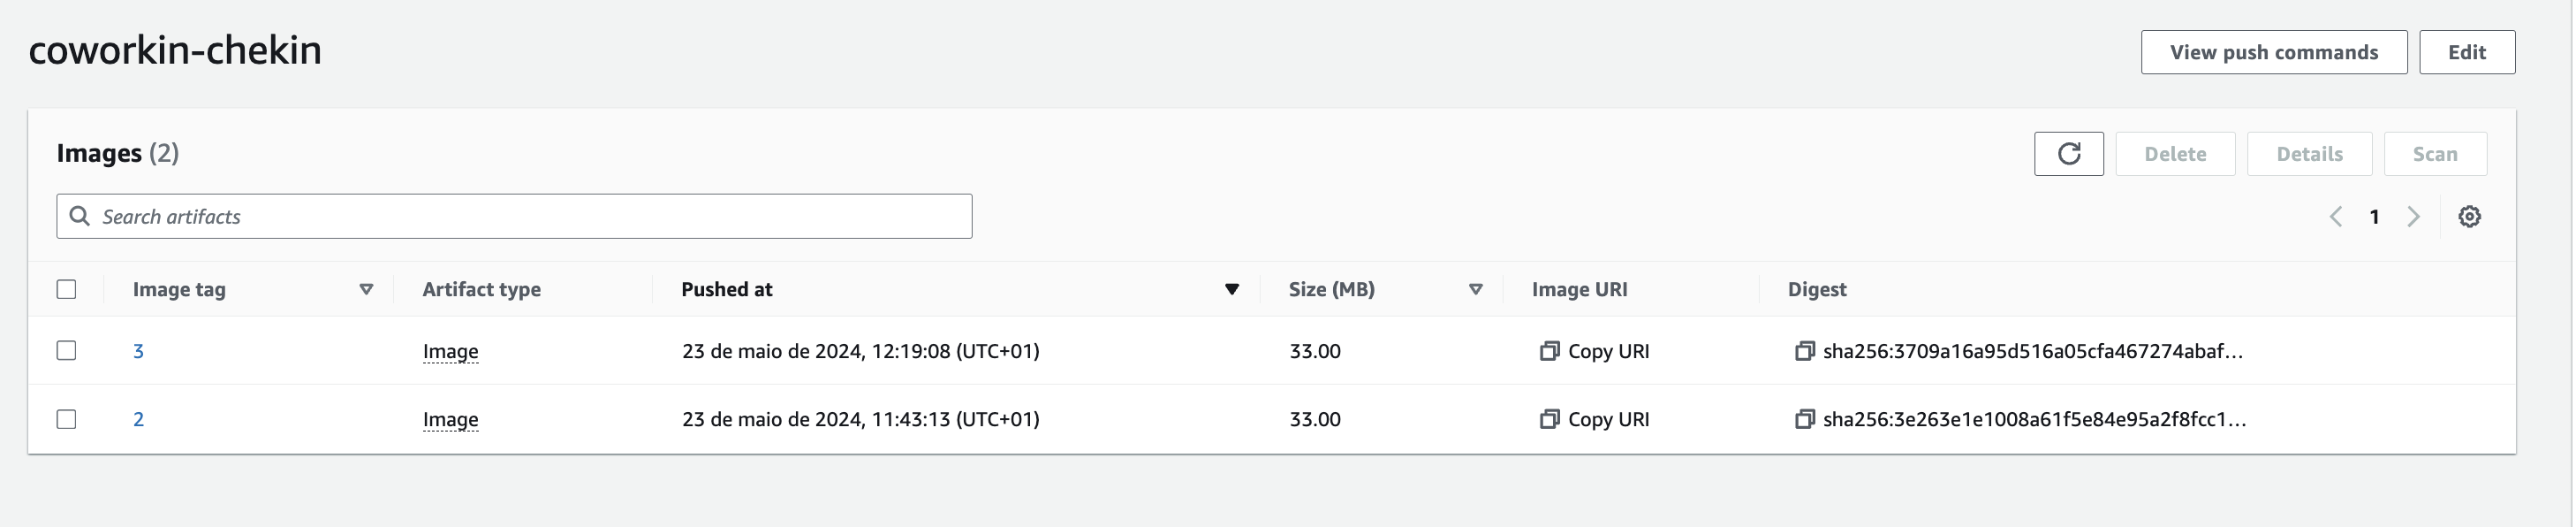 coworkin-chekin
View push commands
Edit
Images (2)
Delete
Details
Scan
Search artifacts
1
Image tag Artifact type Pushed at Size (MB) Image URI Digest
3 Image 23 de maio de 2024, 12:19:08 (UTC+01) 33.00 Copy URI sha256:3709a16a95d516a05cfa467274abaf...
2 Image 23 de maio de 2024, 11:43:13 (UTC+01) 33.00 Copy URI sha256:3e263e1e1008a61f5e84e95a2f8fcc1...